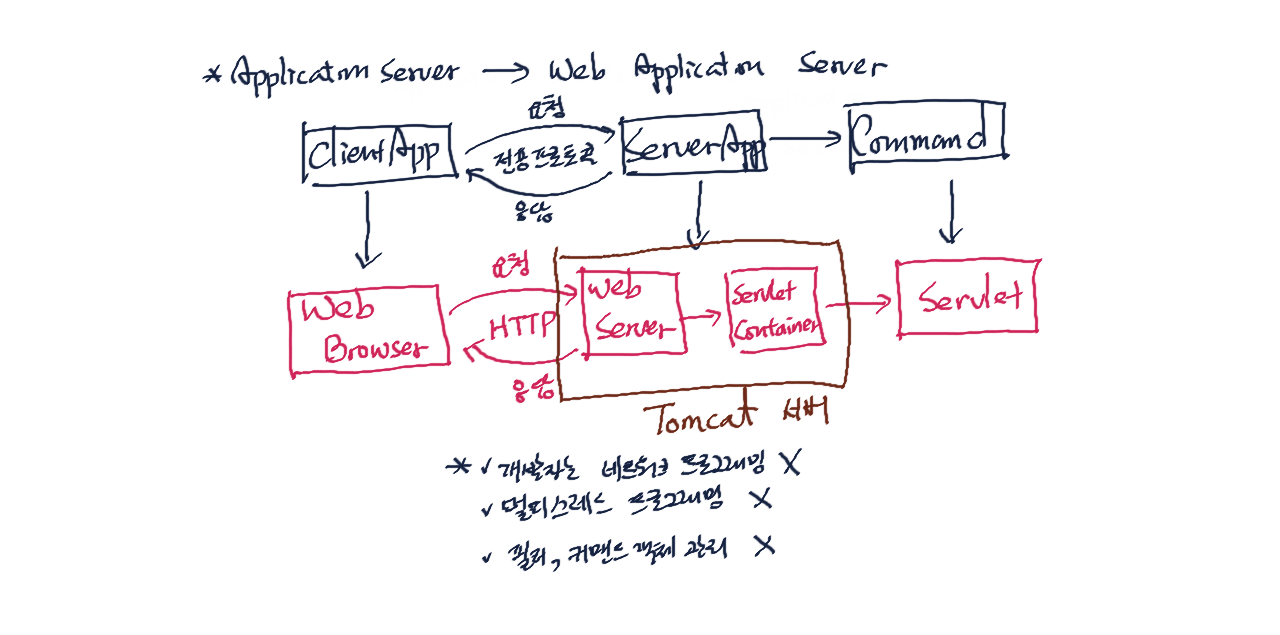 * Application Server → Web Application Server
요청
ClientApp
전용프로토콜
ServerApp
Command
응답
요청
Web
Browser
HTTP
Web
Server
Servlet
Container
Servlet
응답
Tomcat 서버
* ✓ 개발자는 네트워크 프로그래밍 X
✓ 멀티스레드 프로그래밍 X
✓ 필터, 커맨드 객체 관리 X